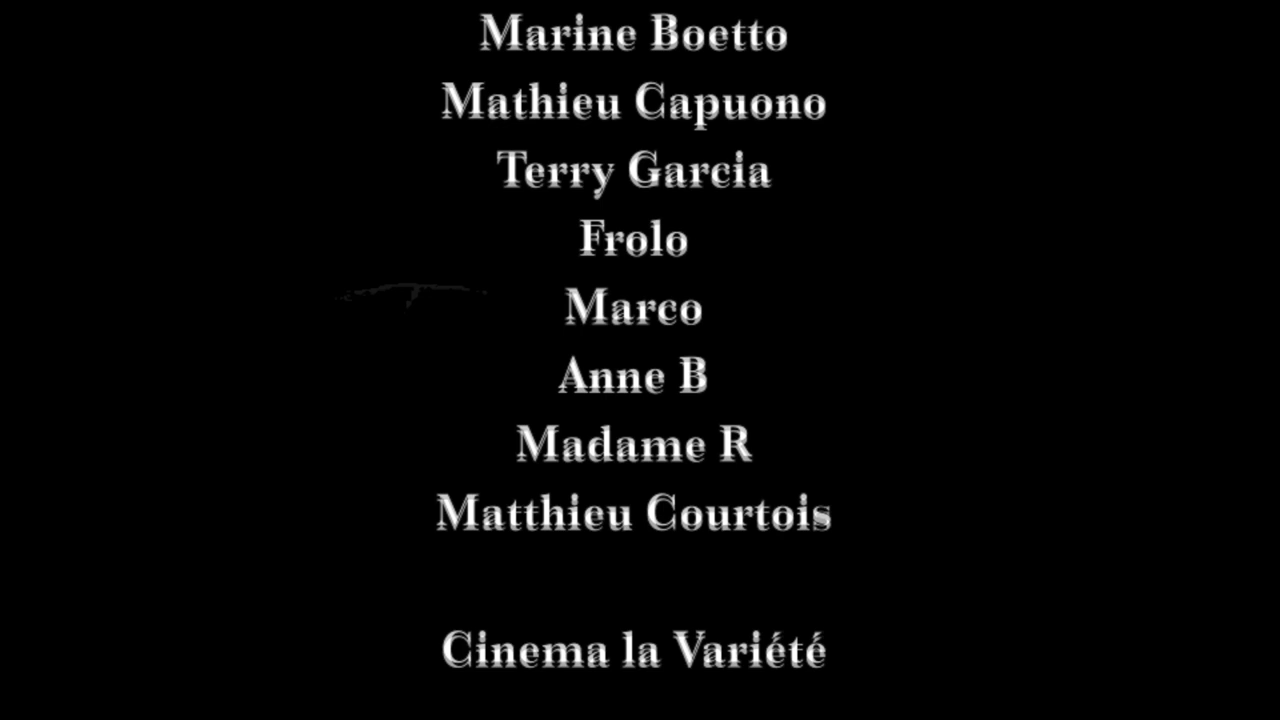 Marine Boetto
Mathieu Capuono
Terry Garcia
Frolo
Marco
Anne B
Madame R
Matthieu Courtois
Cinema la Variété